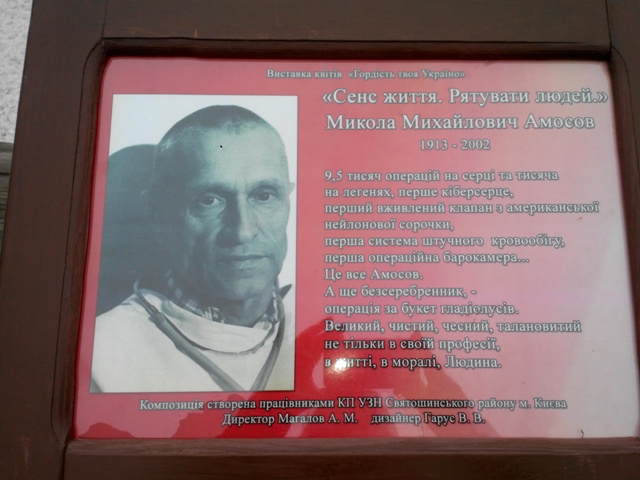 Виставка квітів «Гордість твоя Україно»
«Сенс життя. Рятувати людей.»
Микола Михайлович Амосов
1913 - 2002
9,5 тисяч операцій на серці та тисяча
на легенях, перше кіберсерце,
перший вживлений клапан з американської
нейлонової сорочки,
перша система штучного кровообігу,
перша операційна барокамера...
Це все Амосов.
А ще безсеребренник, -
операція за букет гладіолусів.
Великий, чистий, чесний, талановитий
не тільки в своїй професії,
в житті, в моралі, Людина.
Композиція створена працівниками КП УЗН Святошинського району м. Києва
Директор Магалов А. М. дизайнер Гарус В. В.